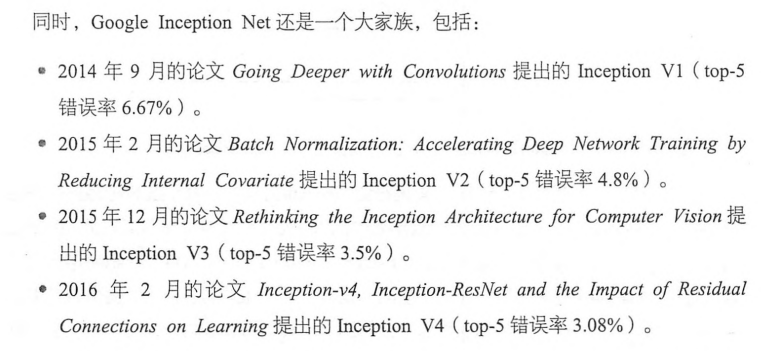 同时，Google Inception Net 还是一个大家族，包括：
• 2014 年 9 月的论文 Going Deeper with Convolutions 提出的 Inception V1（top-5
错误率 6.67%）。
• 2015 年 2 月的论文 Batch Normalization: Accelerating Deep Network Training by
Reducing Internal Covariate 提出的 Inception V2（top-5 错误率 4.8%）。
• 2015 年 12 月的论文 Rethinking the Inception Architecture for Computer Vision 提
出的 Inception V3（top-5 错误率 3.5%）。
• 2016 年 2 月的论文 Inception-v4, Inception-ResNet and the Impact of Residual
Connections on Learning 提出的 Inception V4（top-5 错误率 3.08%）。